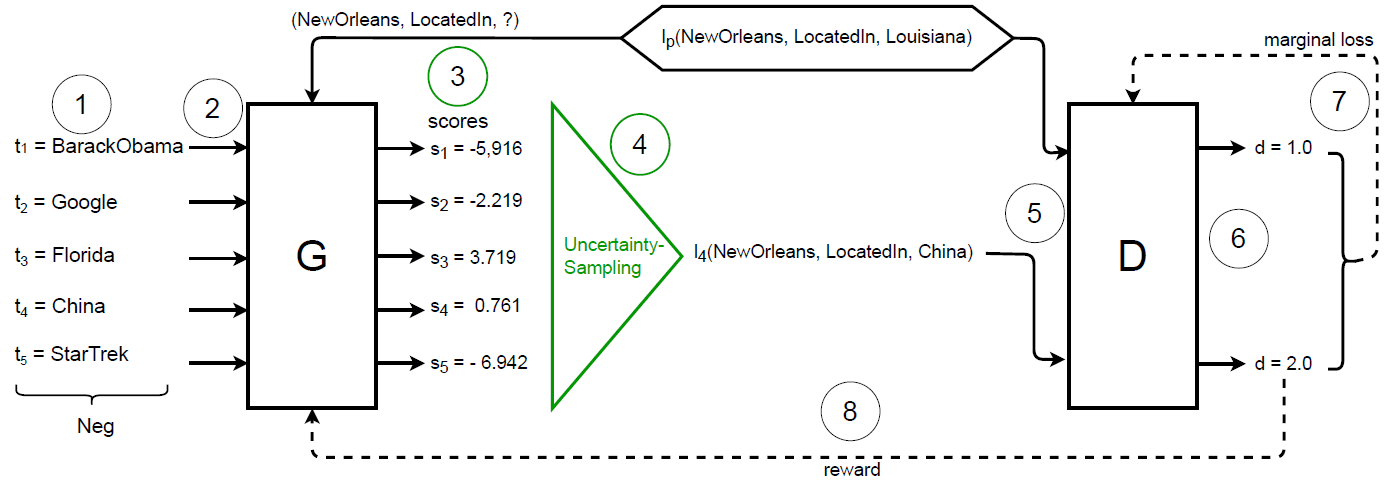 (NewOrleans, LocatedIn, ?)
lp(NewOrleans, LocatedIn, Louisiana)
marginal loss
1
2
3
4
5
6
7
8
scores
t1 = BarackObama
t2 = Google
t3 = Florida
t4 = China
t5 = StarTrek
Neg
G
s1 = -5,916
s2 = -2.219
s3 = 3.719
s4 = 0.761
s5 = - 6.942
Uncertainty-
Sampling
l4(NewOrleans, LocatedIn, China)
D
d = 1.0
d = 2.0
reward